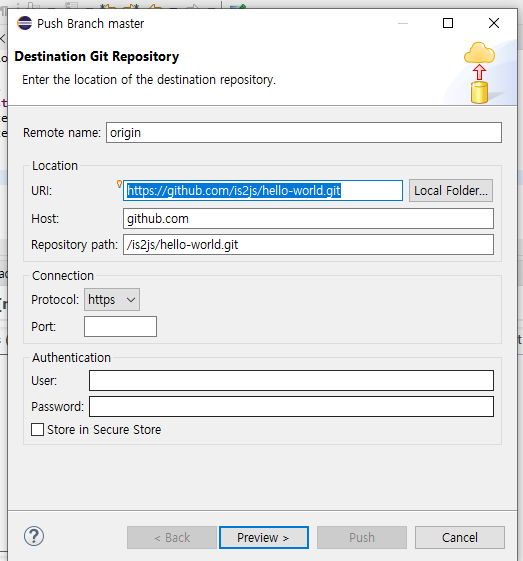 Push Branch master
Destination Git Repository
Enter the location of the destination repository.
Remote name: origin
Location
URI: https://github.com/is2js/hello-world.git Local Folder...
Host: github.com
Repository path: /is2js/hello-world.git
Connection
Protocol: https
Port:
Authentication
User:
Password:
Store in Secure Store
? < Back Preview > Push Cancel